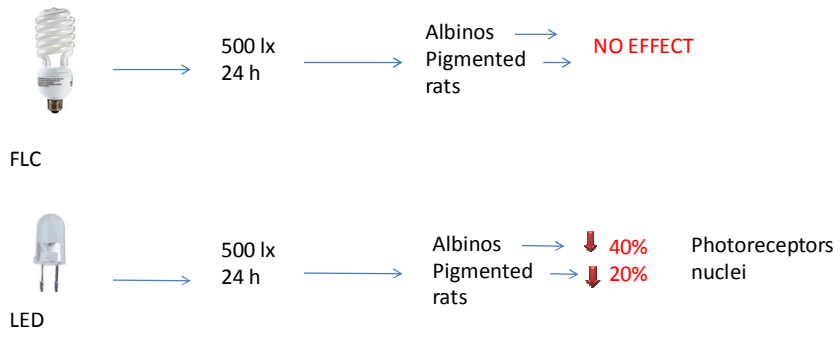 500 lx
24 h
Albinos
Pigmented
rats
NO EFFECT
FLC
500 lx
24 h
Albinos
Pigmented
rats
40%
20%
Photoreceptors
nuclei
LED